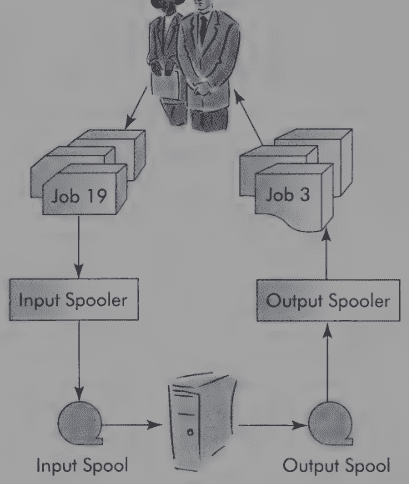 Job 19
Job 3
Input Spooler
Output Spooler
Input Spool
Output Spool